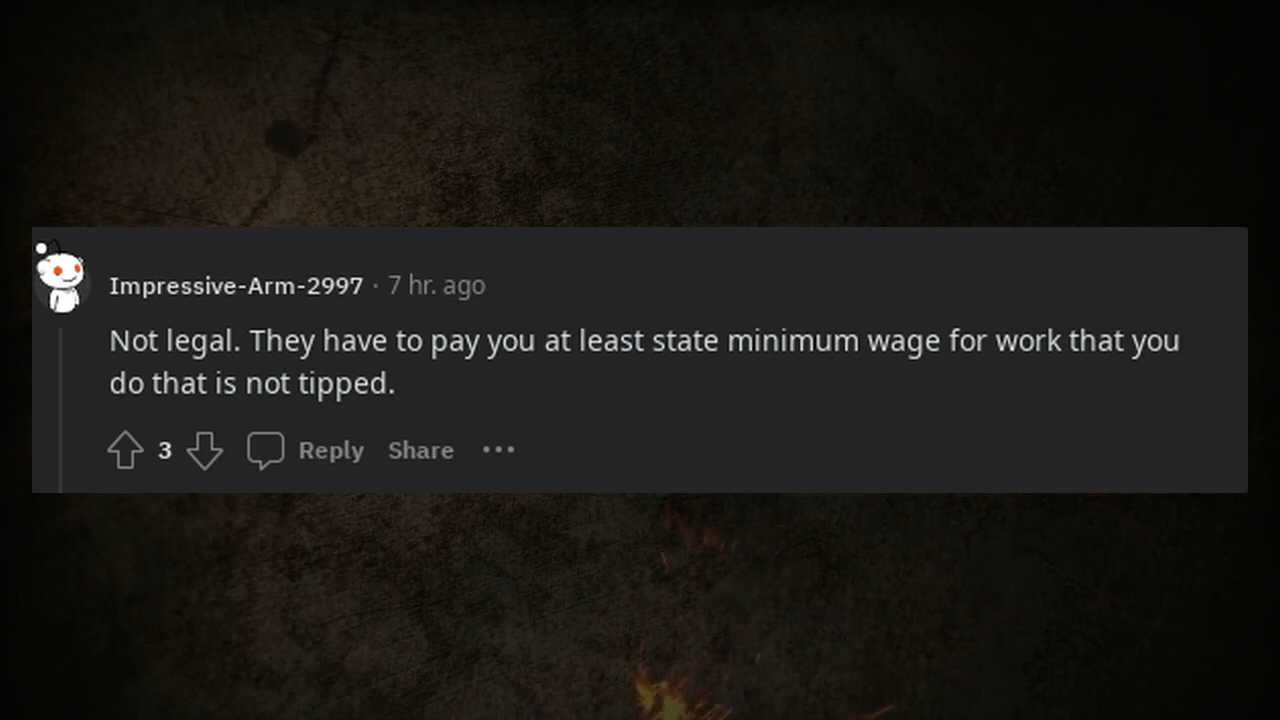 Impressive-Arm-2997 · 7 hr. ago
Not legal. They have to pay you at least state minimum wage for work that you
do that is not tipped.
3 Reply Share •••